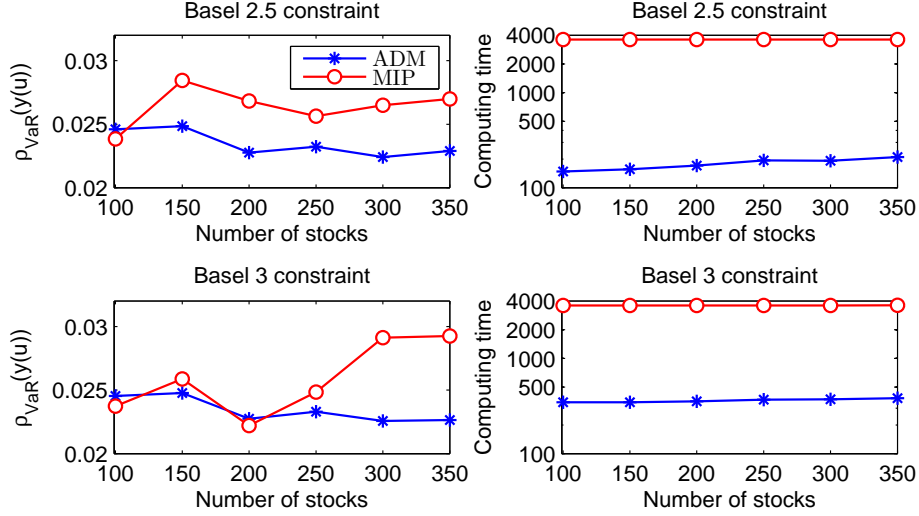 Basel 2.5 constraint
ρVaR(y(u))
0.03
0.025
0.02
ADM
MIP
100 150 200 250 300 350
Number of stocks
Basel 2.5 constraint
Computing time
4000
1000
500
100
100 150 200 250 300 350
Number of stocks
Basel 3 constraint
ρVaR(y(u))
0.03
0.025
0.02
100 150 200 250 300 350
Number of stocks
Basel 3 constraint
Computing time
4000
1000
500
100
100 150 200 250 300 350
Number of stocks